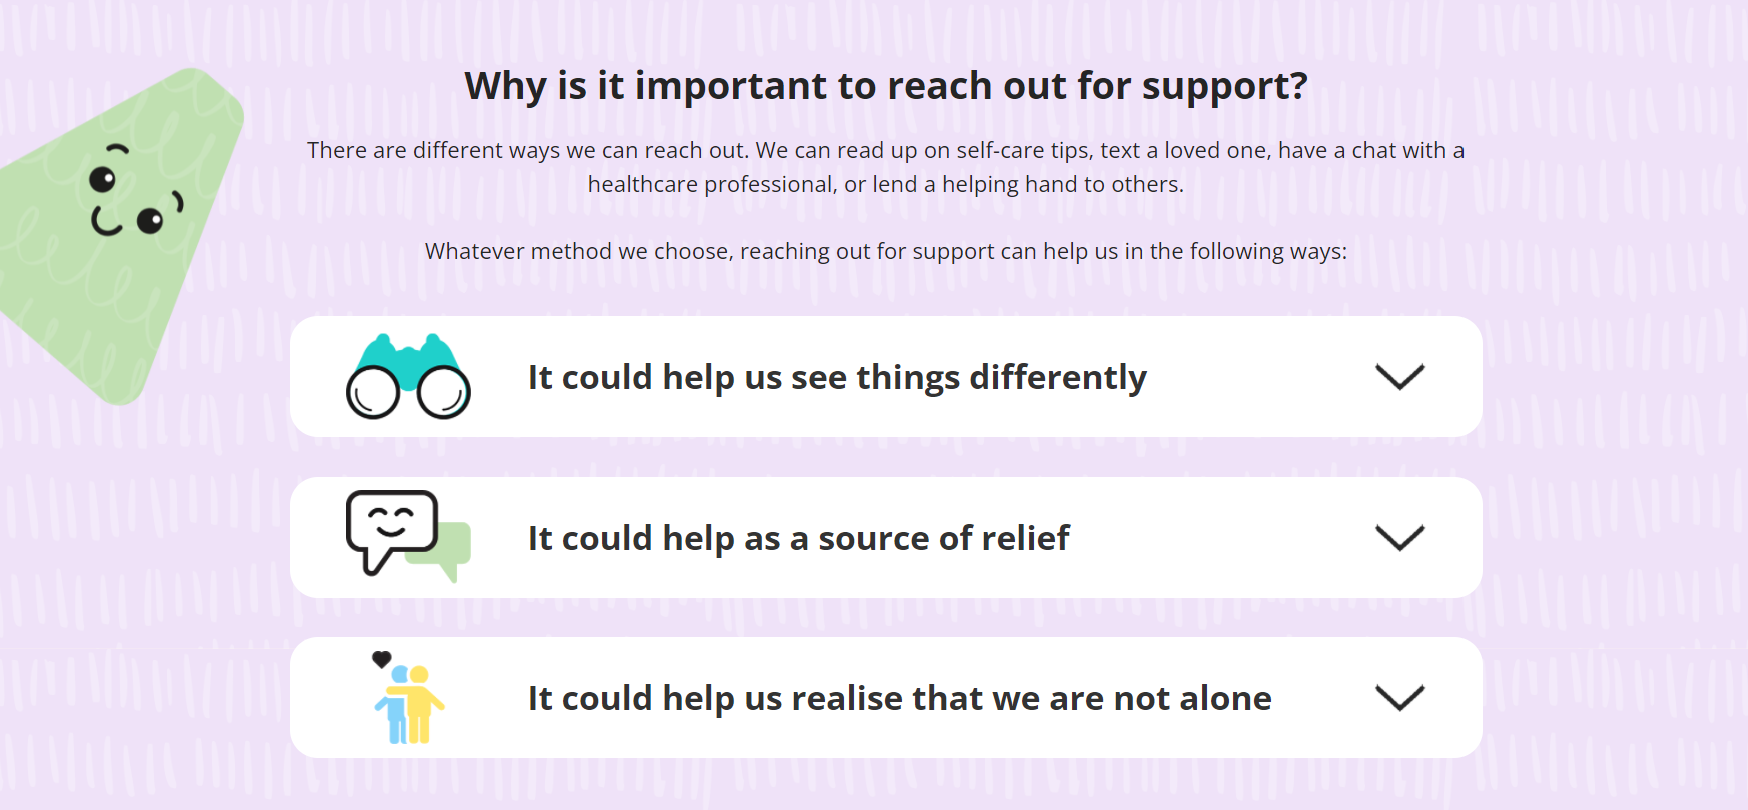 Why is it important to reach out for support?
There are different ways we can reach out. We can read up on self-care tips, text a loved one, have a chat with a
healthcare professional, or lend a helping hand to others.
Whatever method we choose, reaching out for support can help us in the following ways:
It could help us see things differently
It could help as a source of relief
It could help us realise that we are not alone